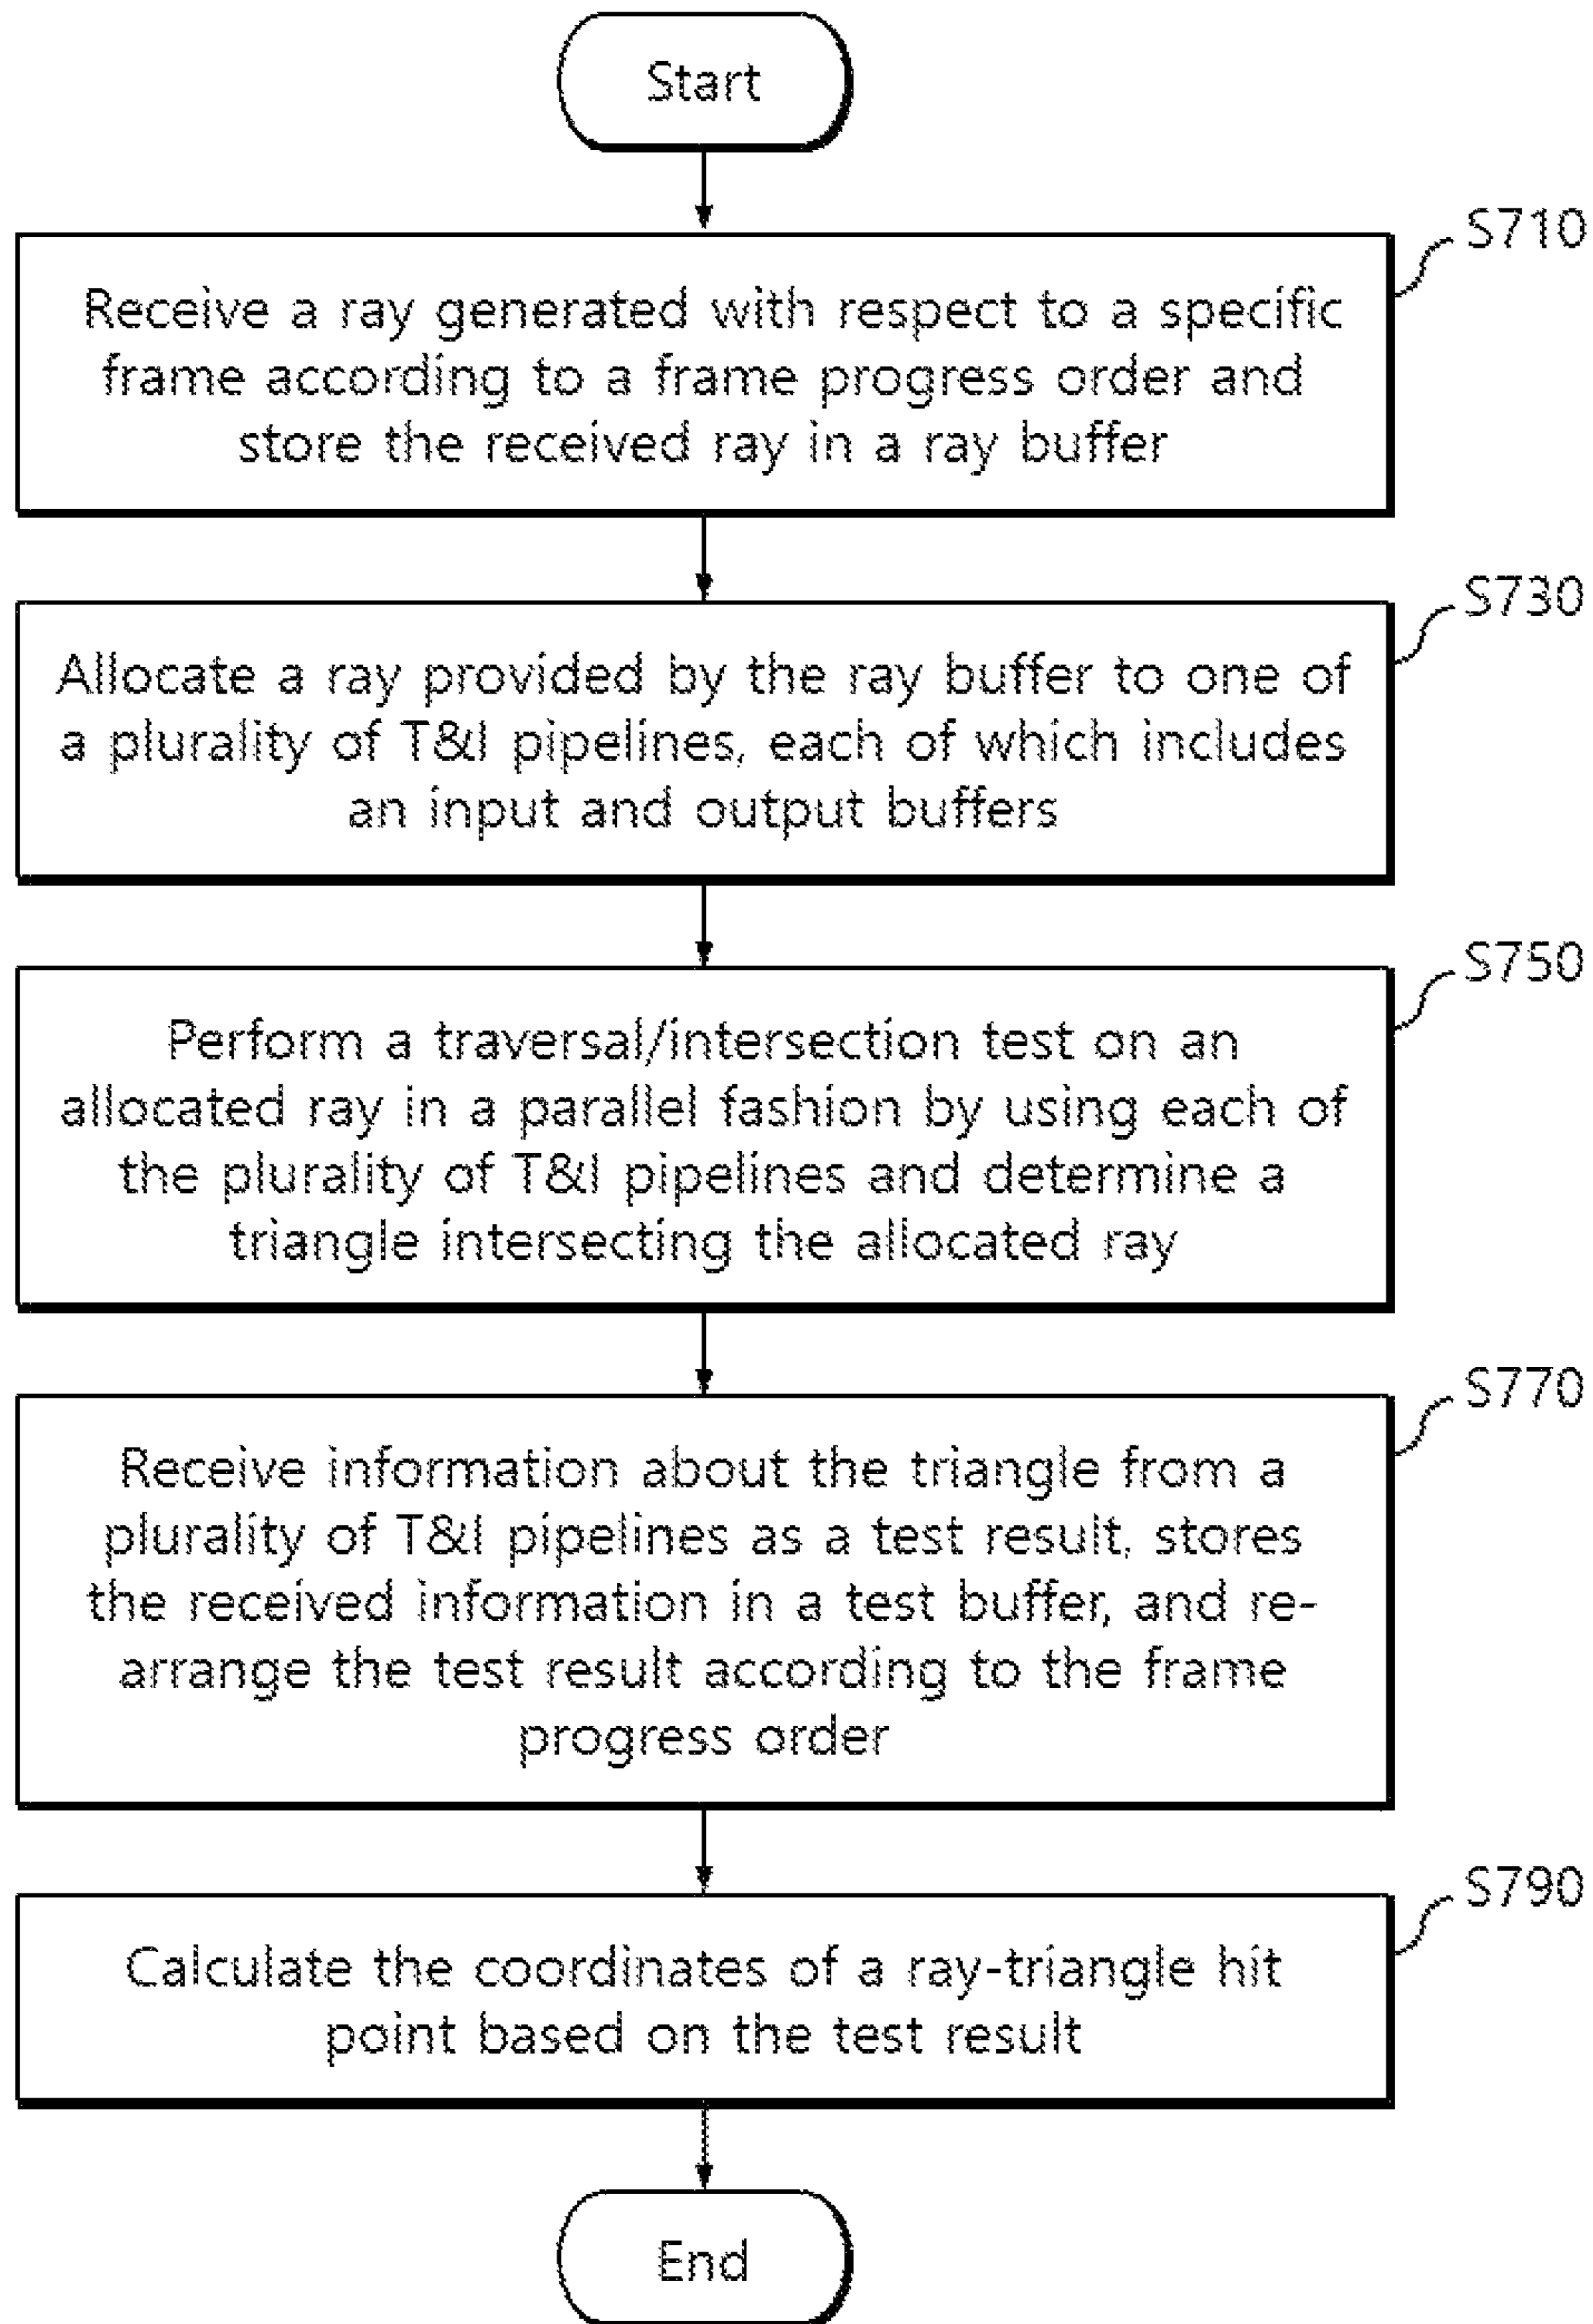 Start
S710
Receive a ray generated with respect to a specific
frame according to a frame progress order and
store the received ray in a ray buffer
S730
Allocate a ray provided by the ray buffer to one of
a plurality of T&I pipelines, each of which includes
an input and output buffers
S750
Perform a traversal/intersection test on an
allocated ray in a parallel fashion by using each of
the plurality of T&I pipelines and determine a
triangle intersecting the allocated ray
S770
Receive information about the triangle from a
plurality of T&I pipelines as a test result, stores
the received information in a test buffer, and re-
arrange the test result according to the frame
progress order
S790
Calculate the coordinates of a ray-triangle hit
point based on the test result
End